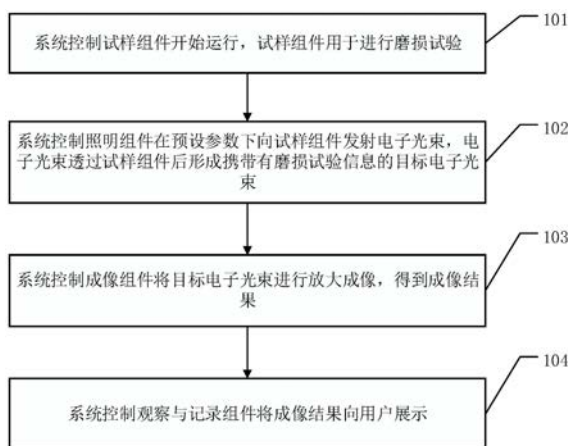 101
系统控制试样组件开始运行，试样组件用于进行磨损试验
102
系统控制照明组件在预设参数下向试样组件发射电子光束，电
子光束透过试样组件后形成携带有磨损试验信息的目标电子光
束
103
系统控制成像组件将目标电子光束进行放大成像，得到成像结
果
104
系统控制观察与记录组件将成像结果向用户展示